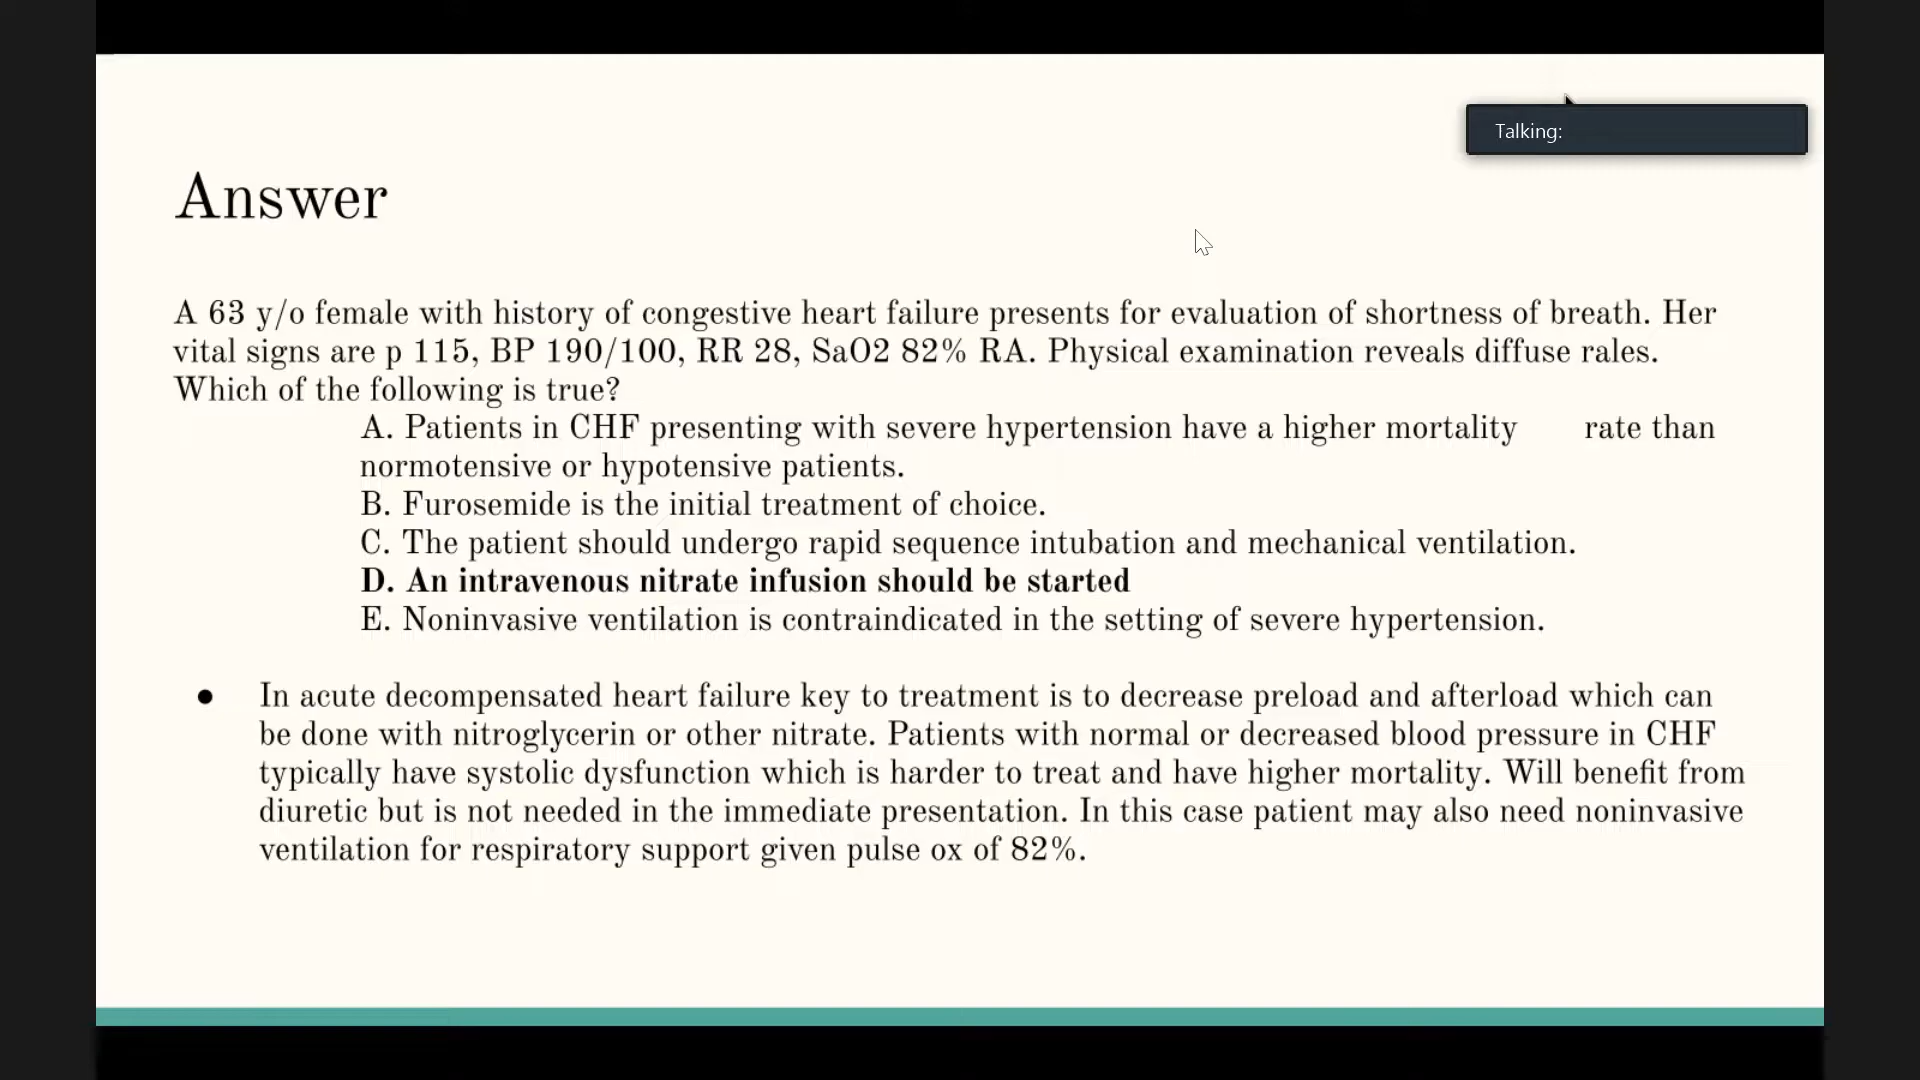 Talking:
Answer
A 63 y/o female with history of congestive heart failure presents for evaluation of shortness of breath. Her
vital signs are p 115, BP 190/100, RR 28, SaO2 82% RA. Physical examination reveals diffuse rales.
Which of the following is true?
A. Patients in CHF presenting with severe hypertension have a higher mortality rate than
normotensive or hypotensive patients.
B. Furosemide is the initial treatment of choice.
C. The patient should undergo rapid sequence intubation and mechanical ventilation.
D. An intravenous nitrate infusion should be started
E. Noninvasive ventilation is contraindicated in the setting of severe hypertension.
● In acute decompensated heart failure key to treatment is to decrease preload and afterload which can
be done with nitroglycerin or other nitrate. Patients with normal or decreased blood pressure in CHF
typically have systolic dysfunction which is harder to treat and have higher mortality. Will benefit from
diuretic but is not needed in the immediate presentation. In this case patient may also need noninvasive
ventilation for respiratory support given pulse ox of 82%.